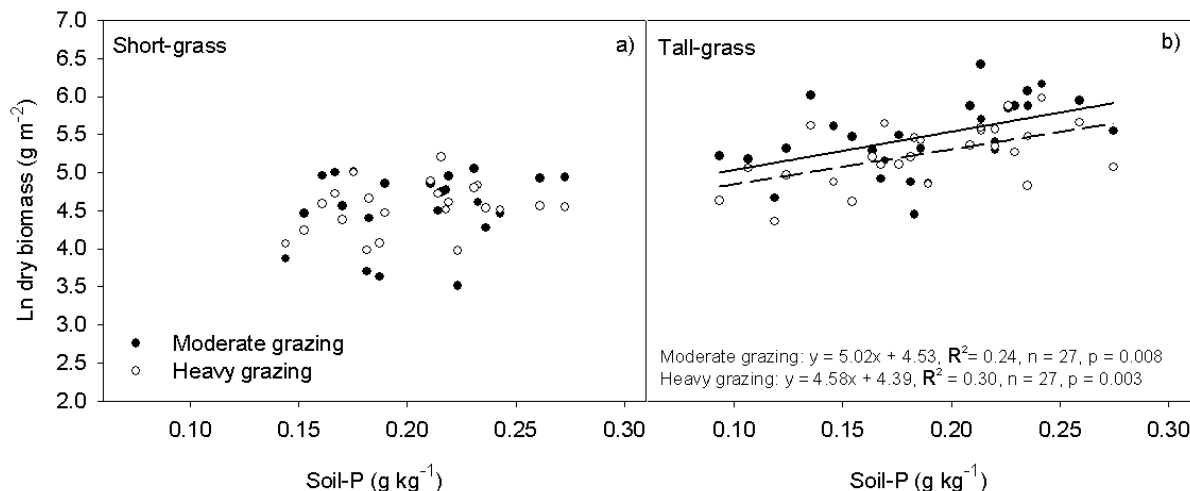 Ln dry biomass (g m⁻²)
7.0
6.5
6.0
5.5
5.0
4.5
4.0
3.5
3.0
2.5
2.0
Short-grass
a)
Moderate grazing
Heavy grazing
0.10
0.15
0.20
0.25
0.30
Soil-P (g kg⁻¹)
Tall-grass
b)
Moderate grazing: y = 5.02x + 4.53, R²= 0.24, n = 27, p = 0.008
Heavy grazing: y = 4.58x + 4.39, R² = 0.30, n = 27, p = 0.003
0.10
0.15
0.20
0.25
0.30
Soil-P (g kg⁻¹)